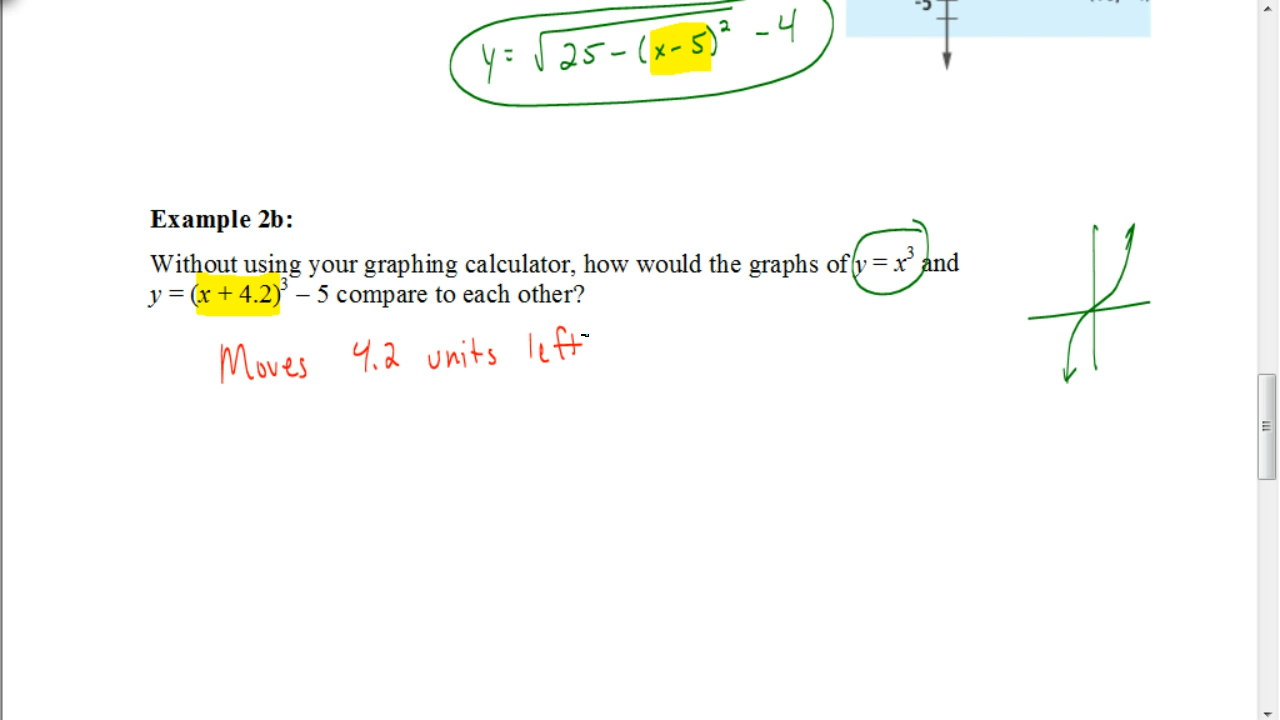 -5
y = √25 - (x - 5)² - 4
Example 2b:
Without using your graphing calculator, how would the graphs of y = x³ and
y = (x + 4.2)³ – 5 compare to each other?
Moves 4.2 units left